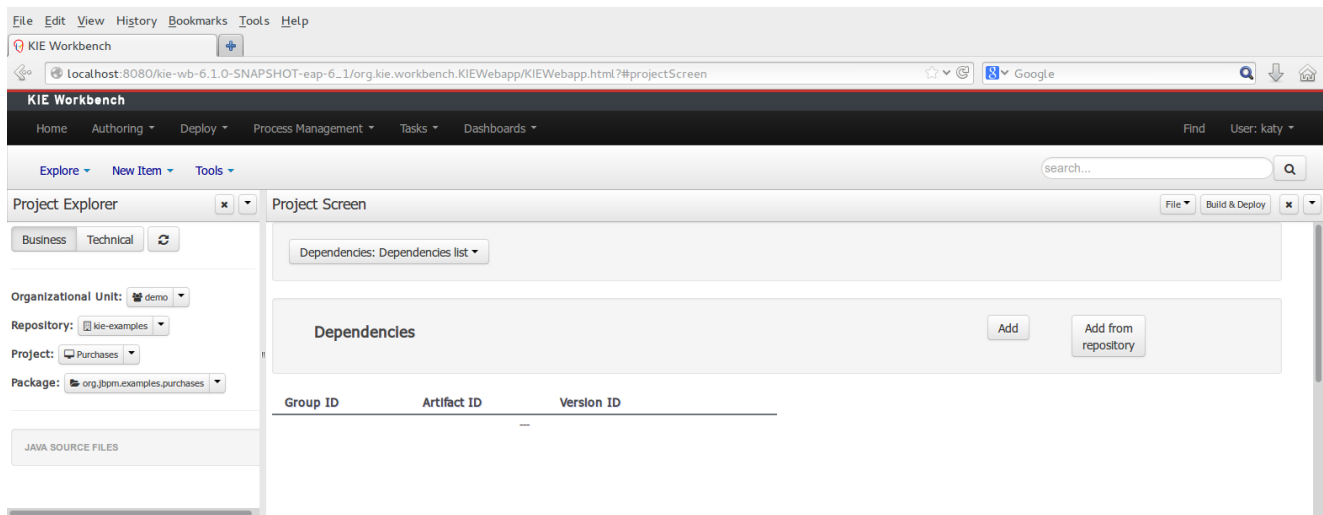 File Edit View History Bookmarks Tools Help
KIE Workbench
localhost:8080/kie-wb-6.1.0-SNAPSHOT-eap-6_1/org.kie.workbench.KIEWebapp/KIEWebapp.html?#projectScreen
8 Google
KIE Workbench
Home Authoring Deploy Process Management Tasks Dashboards Find User: katy
Explore New Item Tools search...
Project Explorer
Project Screen File Build & Deploy
Business Technical
Dependencies: Dependencies list
Organizational Unit: demo
Repository: kie-examples
Project: Purchases
Package: org.jbpm.examples.purchases
JAVA SOURCE FILES
Dependencies Add Add from
repository
Group ID Artifact ID Version ID
---